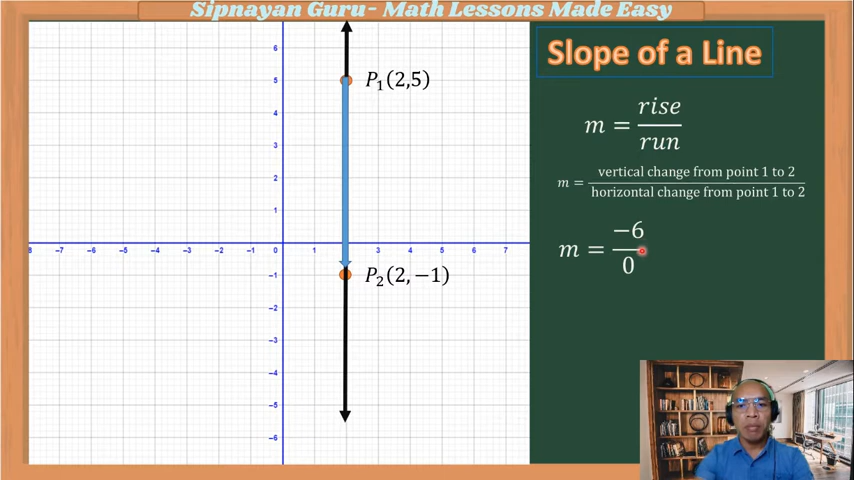 Sipnayan Guru- Math Lessons Made Easy
Slope of a Line
m = rise/run
m = vertical change from point 1 to 2/horizontal change from point 1 to 2
m = −6/0
P₁(2,5)
P₂(2,−1)
6
5
4
3
2
1
8 −7 −6 −5 −4 −3 −2 −1 0 1 3 4 5 6 7
−1
−2
−3
−4
−5
−6